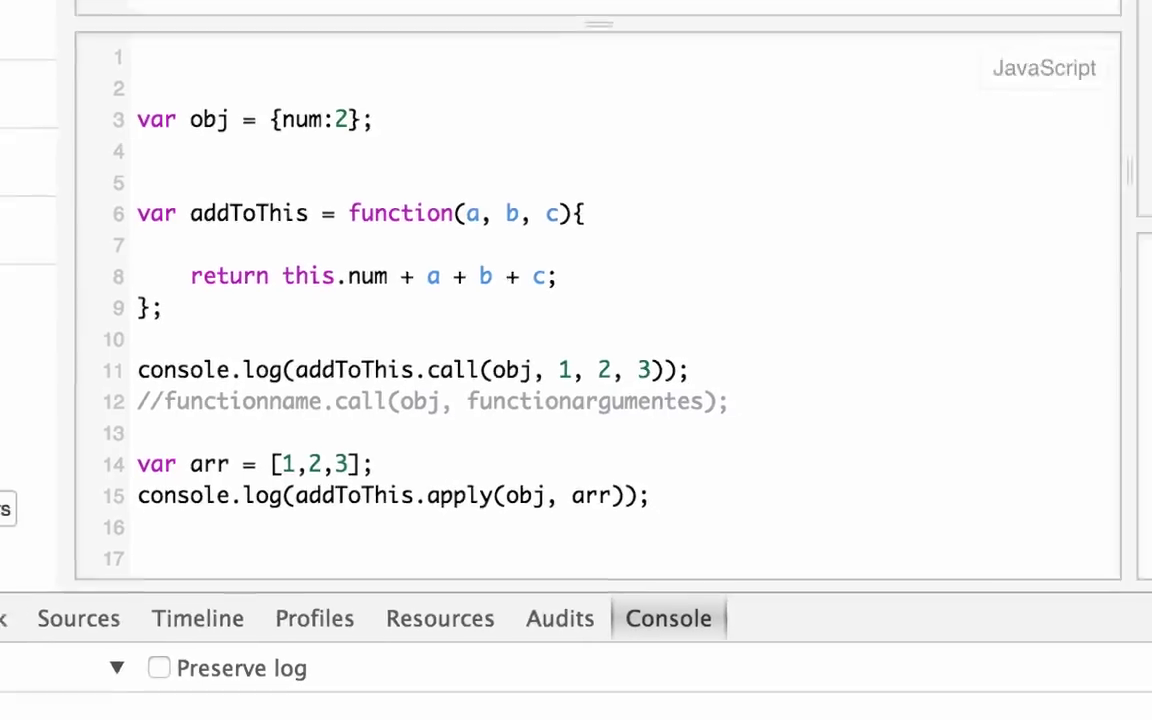 JavaScript
1
2
3 var obj = {num:2};
4
5
6 var addToThis = function(a, b, c){
7
8 return this.num + a + b + c;
9 };
10
11 console.log(addToThis.call(obj, 1, 2, 3));
12 //functionname.call(obj, functionargumentes);
13
14 var arr = [1,2,3];
15 console.log(addToThis.apply(obj, arr));
16
17
Sources Timeline Profiles Resources Audits Console
▼ Preserve log